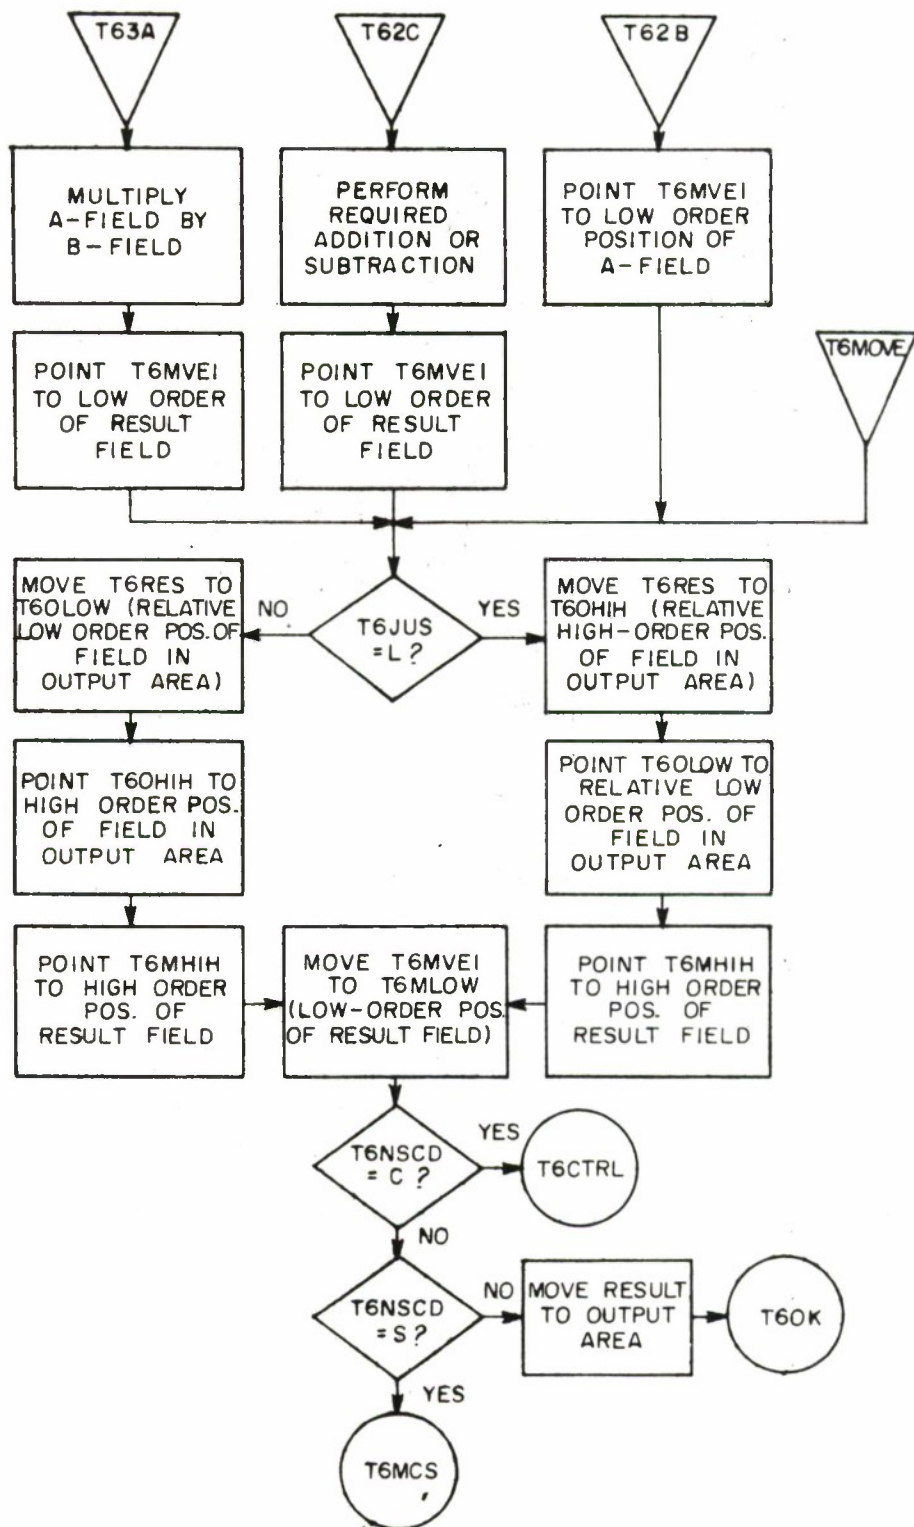 T63A
T62C
T62B
MULTIPLY
A-FIELD BY
B-FIELD
PERFORM
REQUIRED
ADDITION OR
SUBTRACTION
POINT T6MVEI
TO LOW ORDER
POSITION OF
A-FIELD
POINT T6MVEI
TO LOW ORDER
OF RESULT
FIELD
POINT T6MVEI
TO LOW ORDER
OF RESULT
FIELD
T6MOVE
MOVE T6RES TO
T6OLOW (RELATIVE
LOW ORDER POS. OF
FIELD IN
OUTPUT AREA)
NO
T6JUS
=L?
YES
MOVE T6RES TO
T6OHIH (RELATIVE
HIGH-ORDER POS.
OF FIELD IN
OUTPUT AREA)
POINT T6OHIH TO
HIGH ORDER POS.
OF FIELD IN
OUTPUT AREA
POINT T6OLOW TO
RELATIVE LOW
ORDER POS. OF
FIELD IN
OUTPUT AREA
POINT T6MHIH
TO HIGH ORDER
POS. OF
RESULT FIELD
MOVE T6MVEI
TO T6MLOW
(LOW-ORDER POS.
OF RESULT FIELD)
POINT T6MHIH
TO HIGH ORDER
POS. OF
RESULT FIELD
T6NSCD
= C?
YES
T6CTRL
NO
T6NSCD
=S?
NO
MOVE RESULT
TO OUTPUT
AREA
T6OK
YES
T6MCS